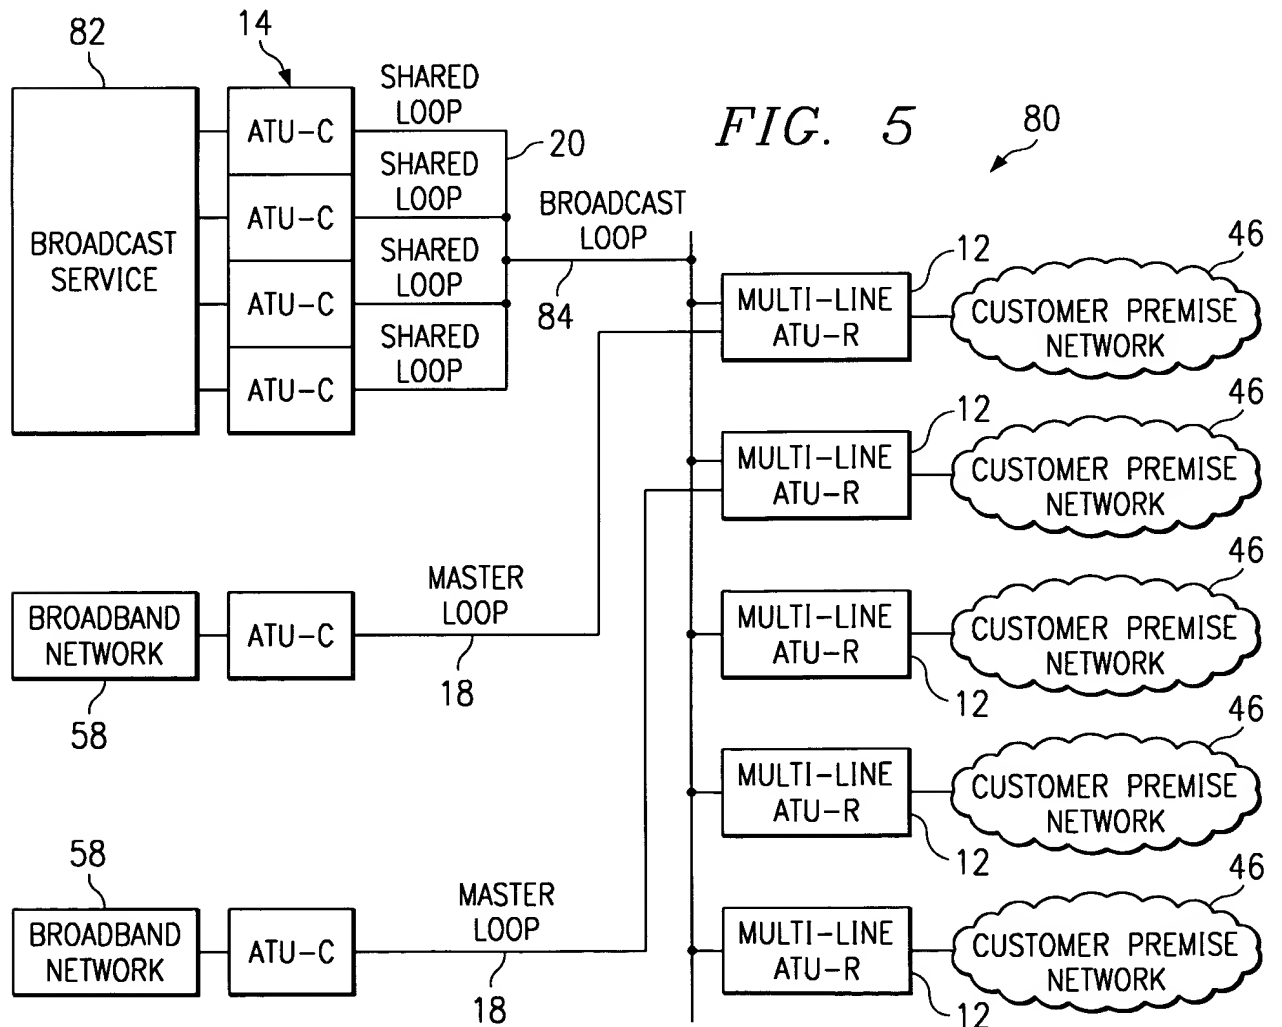 82
14
SHARED
LOOP
FIG. 5
80
ATU-C
20
SHARED
LOOP
BROADCAST
LOOP
ATU-C
BROADCAST
SERVICE
SHARED
LOOP
84
12
46
MULTI-LINE
ATU-R
CUSTOMER PREMISE
NETWORK
ATU-C
SHARED
LOOP
ATU-C
12
46
MULTI-LINE
ATU-R
CUSTOMER PREMISE
NETWORK
BROADBAND
NETWORK
58
ATU-C
MASTER
LOOP
18
46
MULTI-LINE
ATU-R
12
CUSTOMER PREMISE
NETWORK
46
MULTI-LINE
ATU-R
12
CUSTOMER PREMISE
NETWORK
58
BROADBAND
NETWORK
ATU-C
MASTER
LOOP
18
46
MULTI-LINE
ATU-R
12
CUSTOMER PREMISE
NETWORK